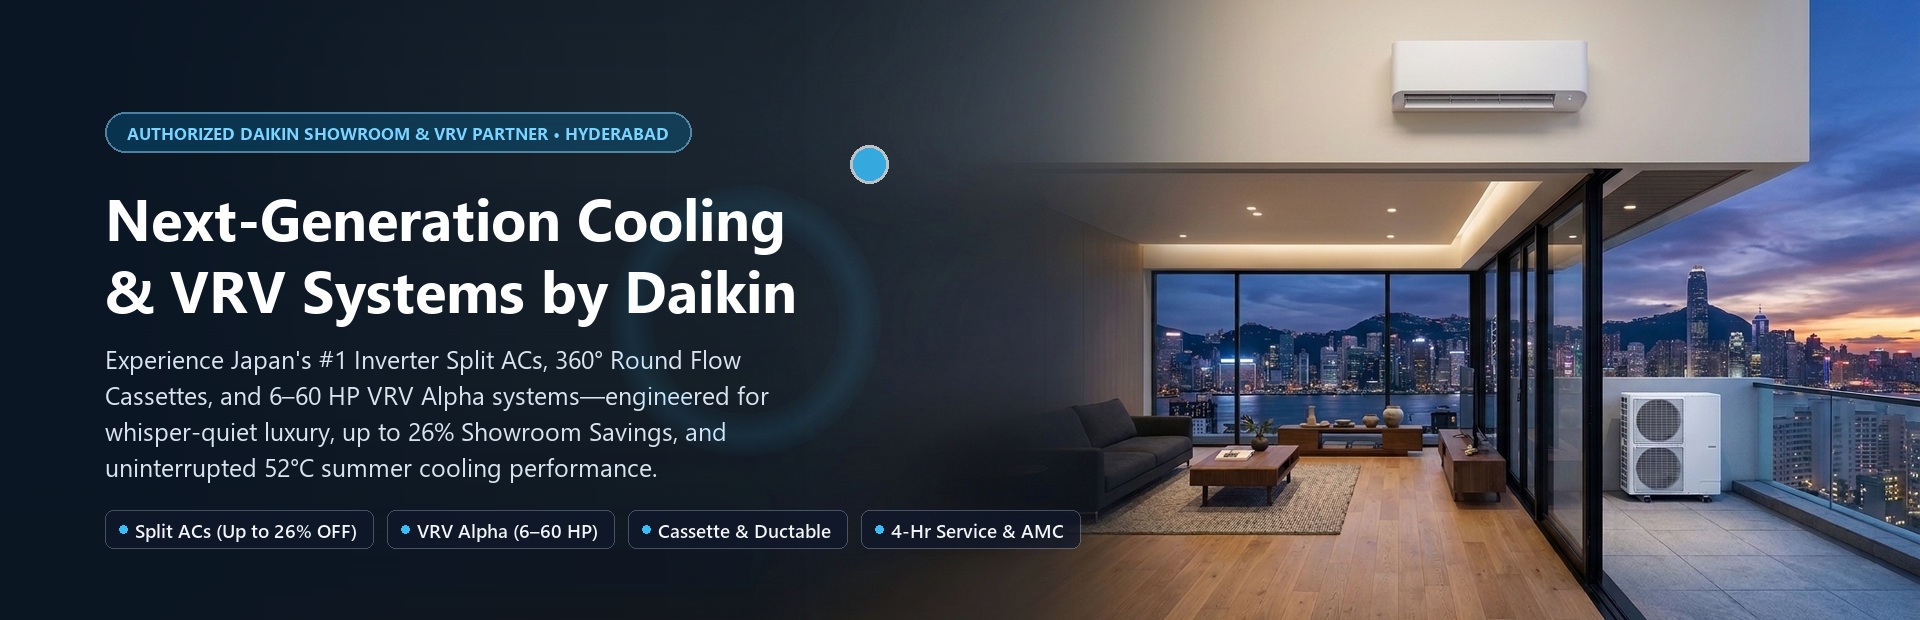 AUTHORIZED DAIKIN SHOWROOM & VRV PARTNER • HYDERABAD
Next-Generation Cooling
& VRV Systems by Daikin
Experience Japan's #1 Inverter Split ACs, 360° Round Flow
Cassettes, and 6–60 HP VRV Alpha systems—engineered for
whisper-quiet luxury, up to 26% Showroom Savings, and
uninterrupted 52°C summer cooling performance.
Split ACs (Up to 26% OFF)
VRV Alpha (6–60 HP)
Cassette & Ductable
4-Hr Service & AMC